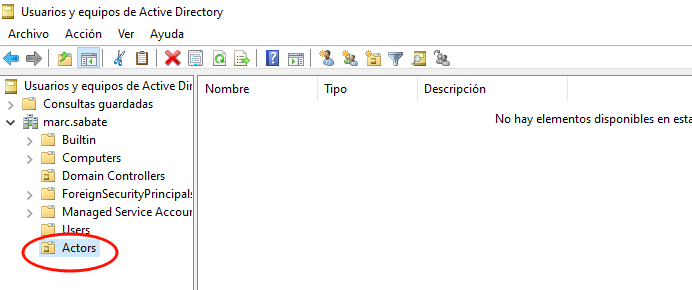 Usuarios y equipos de Active Directory
Archivo Acción Ver Ayuda
Usuarios y equipos de Active Dir
Nombre Tipo Descripción
Consultas guardadas
marc.sabate
No hay elementos disponibles en esta
Builtin
Computers
Domain Controllers
ForeignSecurityPrincipals
Managed Service Accoun
Users
Actors